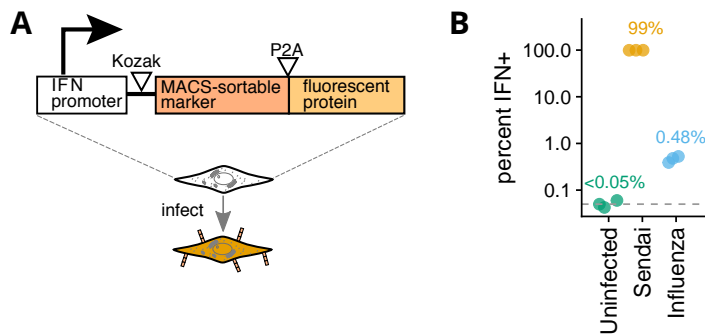 A
Kozak
P2A
IFN
promoter
MACS-sortable
marker
fluorescent
protein
infect
B
percent IFN+
100.0
10.0
1.0
0.1
99%
0.48%
<0.05%
Uninfected
Sendai
Influenza